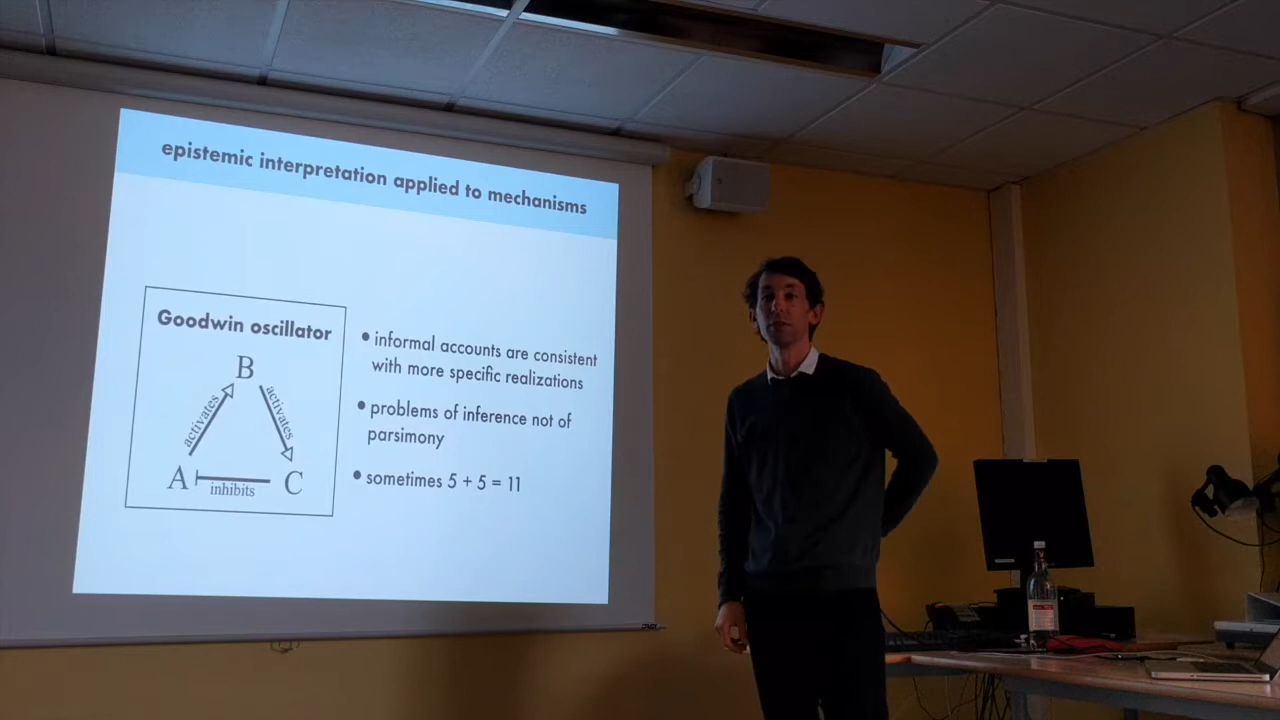 epistemic interpretation applied to mechanisms
Goodwin oscillator
B
activates
activates
A
inhibits
C
• informal accounts are consistent
with more specific realizations
• problems of inference not of
parsimony
• sometimes 5 + 5 = 11